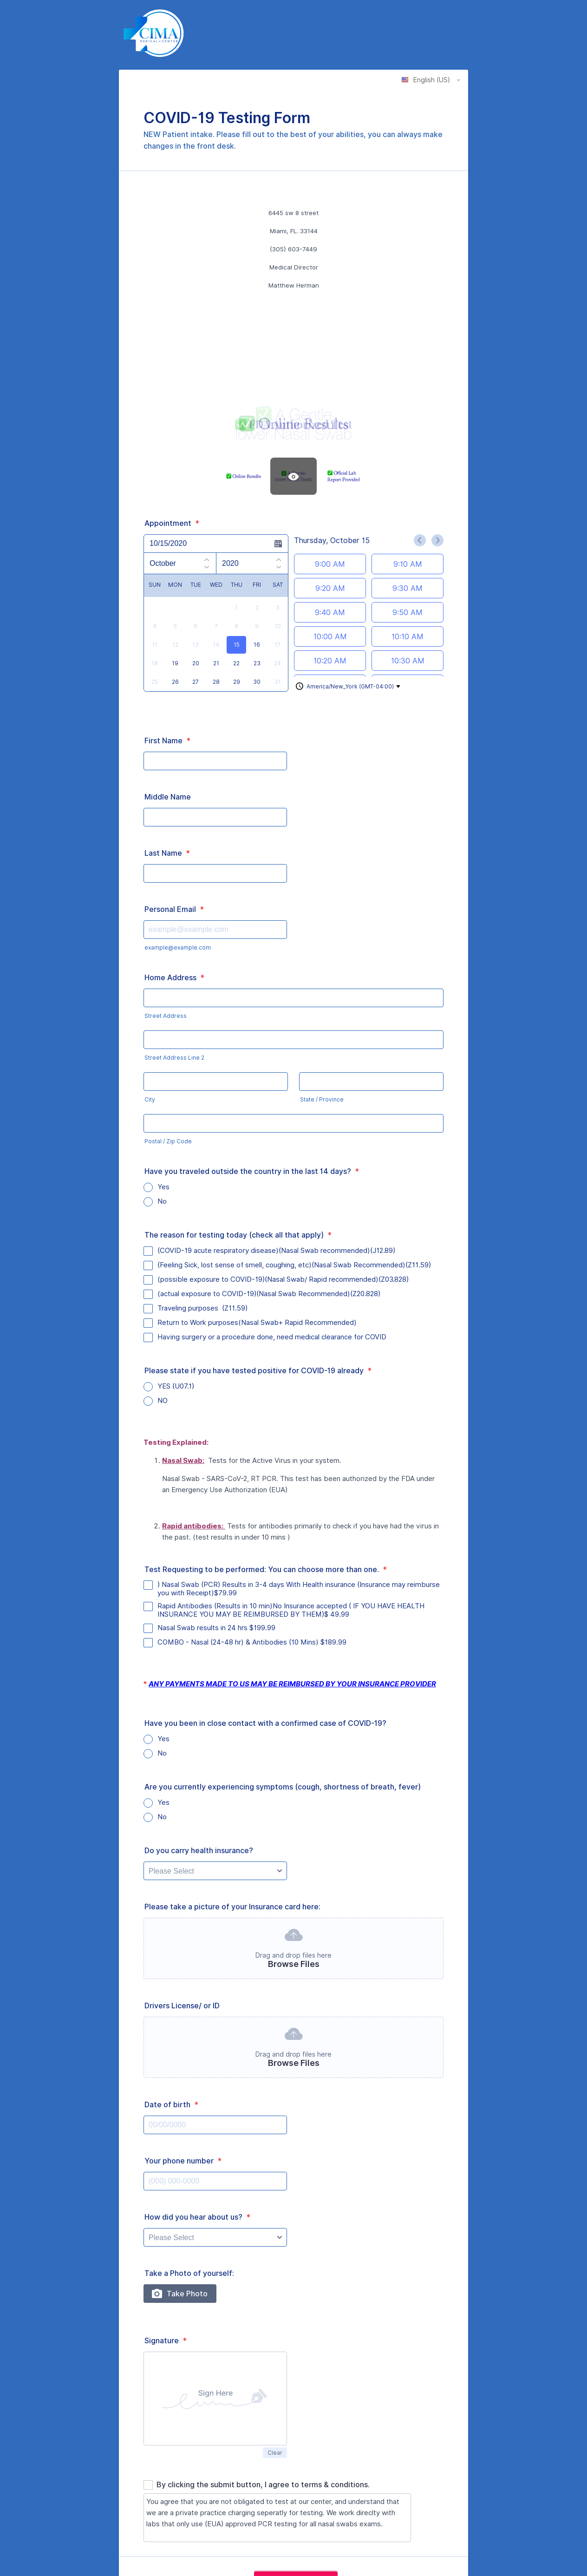 CIMA
MEDICAL CENTER
English (US)
COVID-19 Testing Form
NEW Patient intake. Please fill out to the best of your abilities, you can always make
changes in the front desk.
6445 sw 8 street
Miami, FL. 33144
(305) 603-7449
Medical Director
Matthew Herman
Online Results
Online Results
Official Lab
Report Provided
Appointment *
10/15/2020
October
2020
SUN MON TUE WED THU FRI SAT
1 2 3
4 5 6 7 8 9 10
11 12 13 14 15 16 17
18 19 20 21 22 23 24
25 26 27 28 29 30 31
Thursday, October 15
9:00 AM 9:10 AM
9:20 AM 9:30 AM
9:40 AM 9:50 AM
10:00 AM 10:10 AM
10:20 AM 10:30 AM
America/New_York (GMT-04:00)
First Name *
Middle Name
Last Name *
Personal Email *
example@example.com
example@example.com
Home Address *
Street Address
Street Address Line 2
City
State / Province
Postal / Zip Code
Have you traveled outside the country in the last 14 days? *
Yes
No
The reason for testing today (check all that apply) *
(COVID-19 acute respiratory disease)(Nasal Swab recommended)(J12.89)
(Feeling Sick, lost sense of smell, coughing, etc)(Nasal Swab Recommended)(Z11.59)
(possible exposure to COVID-19)(Nasal Swab/ Rapid recommended)(Z03.828)
(actual exposure to COVID-19)(Nasal Swab Recommended)(Z20.828)
Traveling purposes (Z11.59)
Return to Work purposes(Nasal Swab+ Rapid Recommended)
Having surgery or a procedure done, need medical clearance for COVID
Please state if you have tested positive for COVID-19 already *
YES (U07.1)
NO
Testing Explained:
1. Nasal Swab: Tests for the Active Virus in your system.
Nasal Swab - SARS-CoV-2, RT PCR. This test has been authorized by the FDA under
an Emergency Use Authorization (EUA)
2. Rapid antibodies: Tests for antibodies primarily to check if you have had the virus in
the past. (test results in under 10 mins )
Test Requesting to be performed: You can choose more than one. *
) Nasal Swab (PCR) Results in 3-4 days With Health insurance (Insurance may reimburse
you with Receipt)$79.99
Rapid Antibodies (Results in 10 min)No Insurance accepted ( IF YOU HAVE HEALTH
INSURANCE YOU MAY BE REIMBURSED BY THEM)$ 49.99
Nasal Swab results in 24 hrs $199.99
COMBO - Nasal (24-48 hr) & Antibodies (10 Mins) $189.99
* ANY PAYMENTS MADE TO US MAY BE REIMBURSED BY YOUR INSURANCE PROVIDER
Have you been in close contact with a confirmed case of COVID-19?
Yes
No
Are you currently experiencing symptoms (cough, shortness of breath, fever)
Yes
No
Do you carry health insurance?
Please Select
Please take a picture of your Insurance card here:
Drag and drop files here
Browse Files
Drivers License/ or ID
Drag and drop files here
Browse Files
Date of birth *
00/00/0000
Your phone number *
(000) 000-0000
How did you hear about us? *
Please Select
Take a Photo of yourself:
Take Photo
Signature *
Sign Here
Clear
By clicking the submit button, I agree to terms & conditions.
You agree that you are not obligated to test at our center, and understand that
we are a private practice charging seperatly for testing. We work direclty with
labs that only use (EUA) approved PCR testing for all nasal swabs exams.